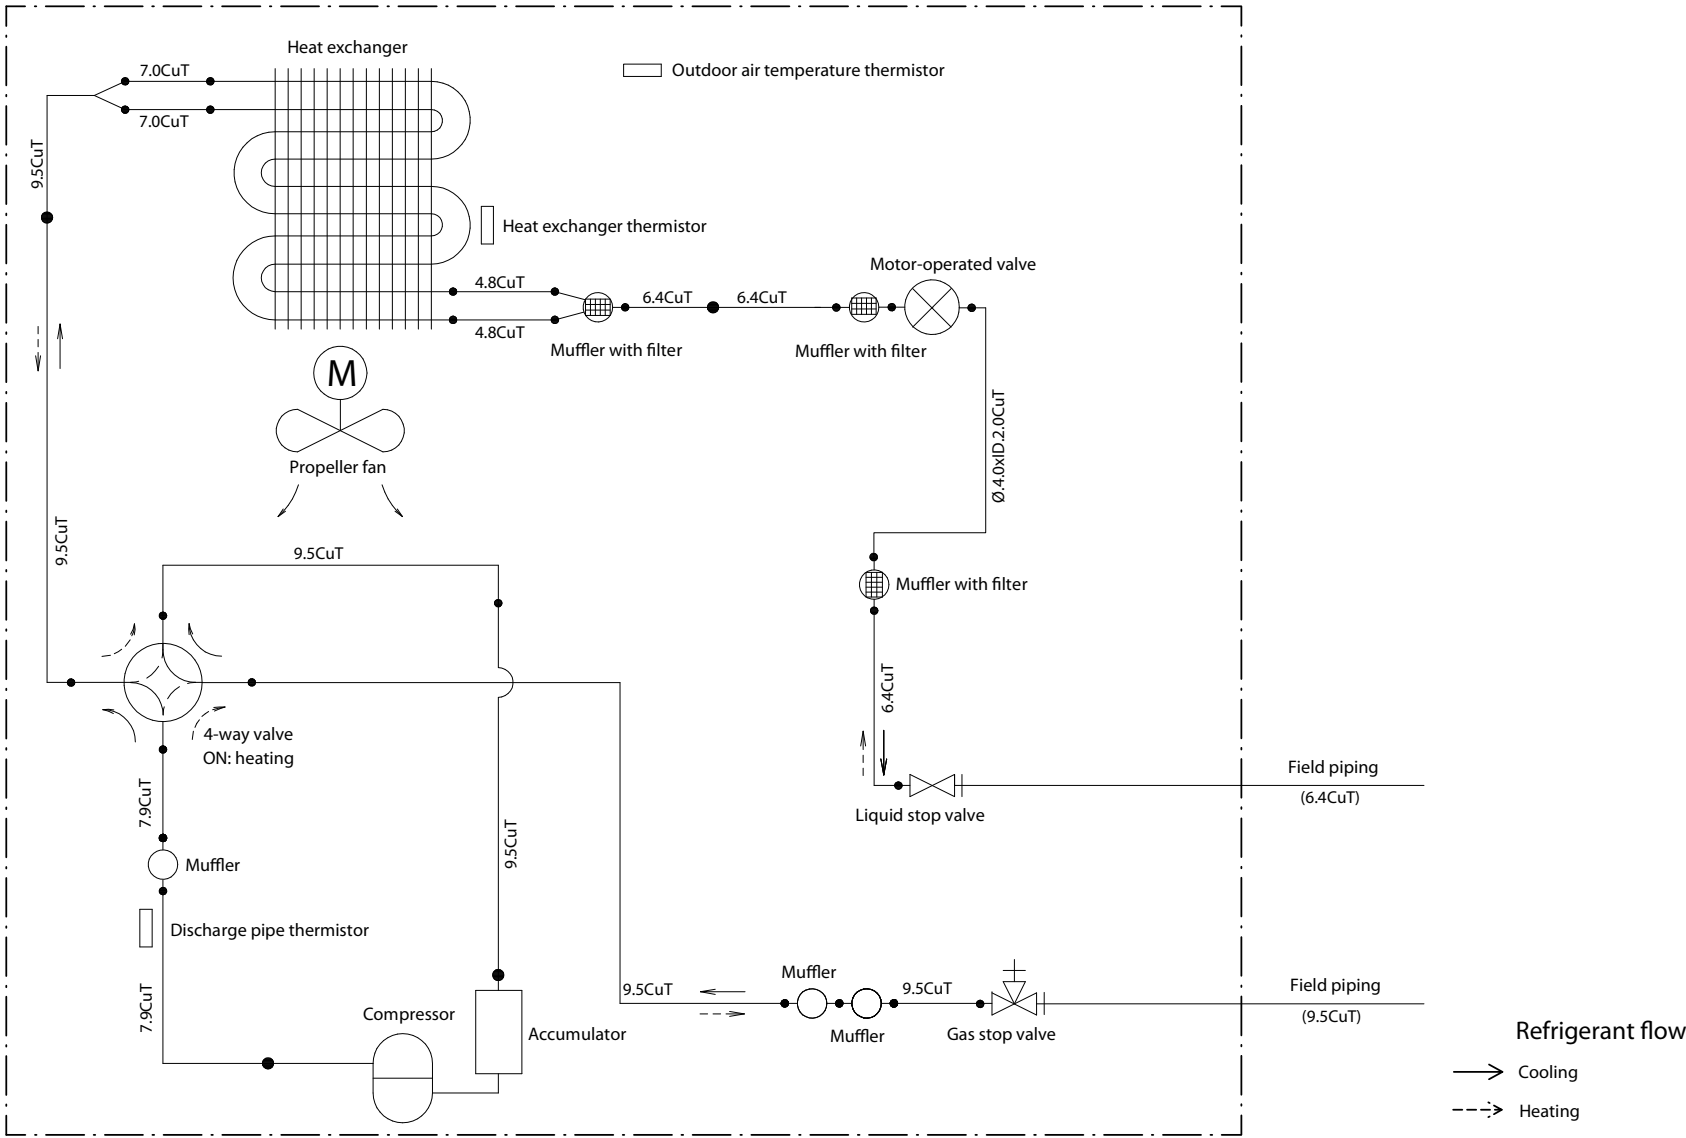 Heat exchanger
7.0CuT
Outdoor air temperature thermistor
7.0CuT
9.5CuT
Heat exchanger thermistor
Motor-operated valve
4.8CuT
6.4CuT
6.4CuT
4.8CuT
Muffler with filter
Muffler with filter
M
Ø.4.0xID.2.0CuT
Propeller fan
9.5CuT
9.5CuT
Muffler with filter
6.4CuT
4-way valve
ON: heating
Field piping
(6.4CuT)
7.9CuT
Liquid stop valve
9.5CuT
Muffler
Discharge pipe thermistor
Muffler
7.9CuT
9.5CuT
9.5CuT
Field piping
(9.5CuT)
Compressor
Accumulator
Muffler
Gas stop valve
Refrigerant flow
Cooling
Heating